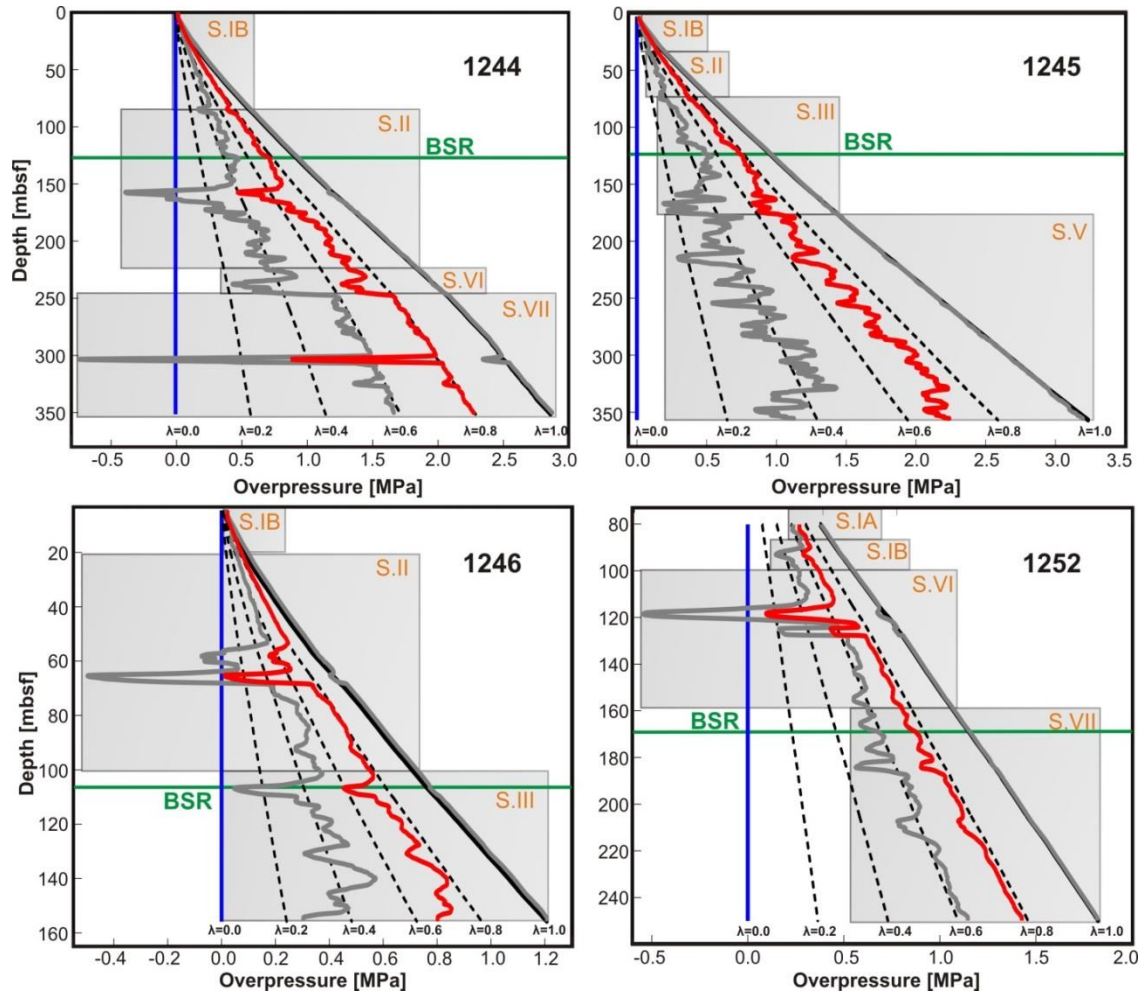 0
50
100
150
200
250
300
350
Depth [mbsf]
S.IB
1244
S.II
BSR
S.VI
S.VII
λ=0.0 λ=0.2 λ=0.4 λ=0.6 λ=0.8 λ=1.0
-0.5 0.0 0.5 1.0 1.5 2.0 2.5 3.0
Overpressure [MPa]
0
50
100
150
200
250
300
350
S.IB
1245
S.II
S.III
BSR
S.V
λ=0.0 λ=0.2 λ=0.4 λ=0.6 λ=0.8 λ=1.0
0.0 0.5 1.0 1.5 2.0 2.5 3.0 3.5
Overpressure [MPa]
20
40
60
80
100
120
140
160
Depth [mbsf]
S.IB
1246
S.II
BSR
S.III
λ=0.0 λ=0.2 λ=0.4 λ=0.6 λ=0.8 λ=1.0
-0.4 -0.2 0.0 0.2 0.4 0.6 0.8 1.0 1.2
Overpressure [MPa]
80
100
120
140
160
180
200
220
240
S.IA
S.IB
1252
S.VI
BSR
S.VII
λ=0.0 λ=0.2 λ=0.4 λ=0.6 λ=0.8 λ=1.0
-0.5 0.0 0.5 1.0 1.5 2.0
Overpressure [MPa]